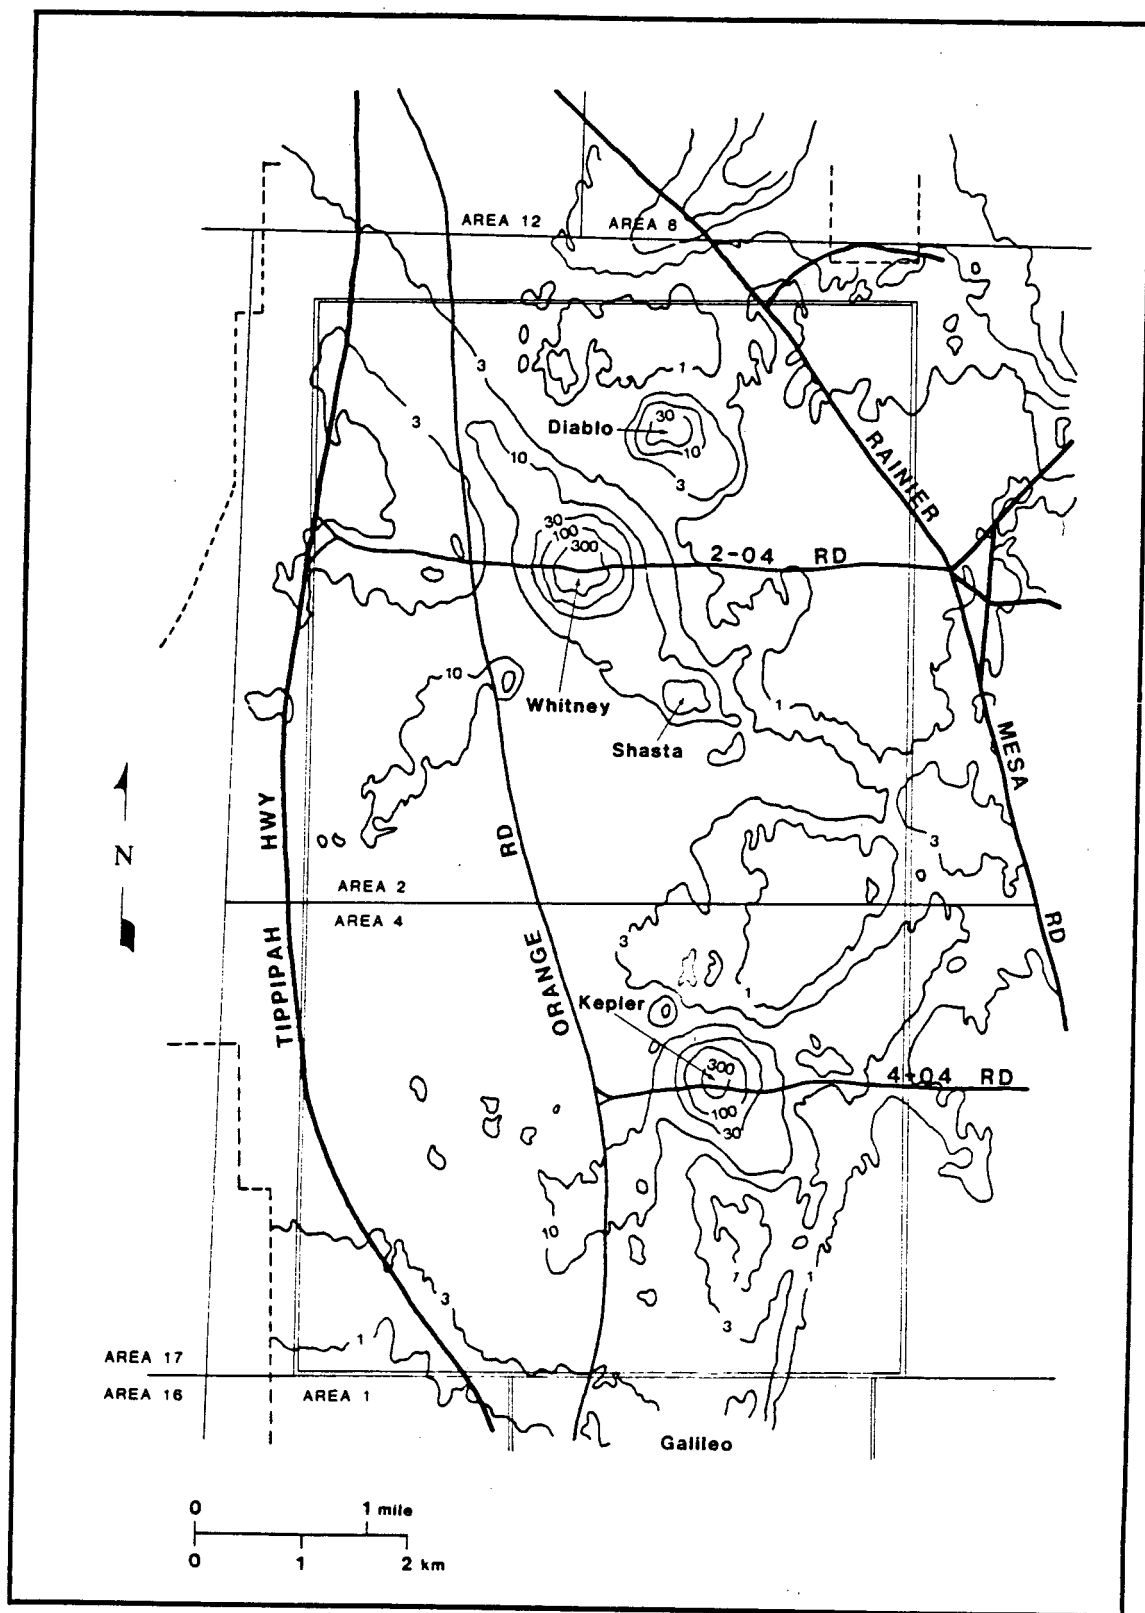 AREA 12
AREA 8
3
1
3
30
Diablo
10
10
3
RAINIER
30
100
300
2-04 RD
10
Whitney
1
Shasta
MESA
N
HWY
RD
3
AREA 2
AREA 4
RD
TIPPIPAH
ORANGE
3
1
Kepler
300
4-04 RD
100
30
10
1
1
3
3
1
AREA 17
AREA 16
AREA 1
Galileo
0 1 mile
0 1 2 km